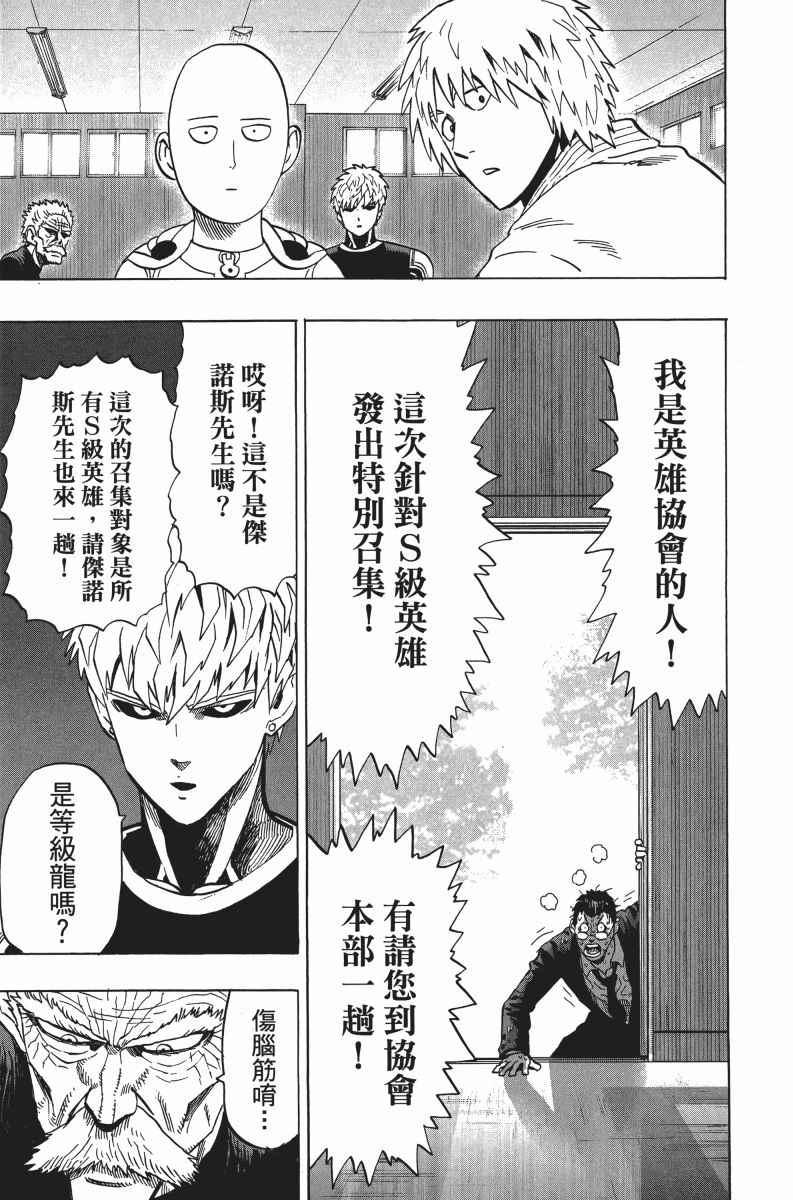 我是英雄協會的人！
這次針對Ｓ級英雄
發出特別召集！
有請您到協會
本部一趟！
哎呀！這不是傑
諾斯先生嗎？
這次的召集對象是所
有Ｓ級英雄，請傑諾
斯先生也來一趟！
是等級龍嗎？
傷腦筋唷…